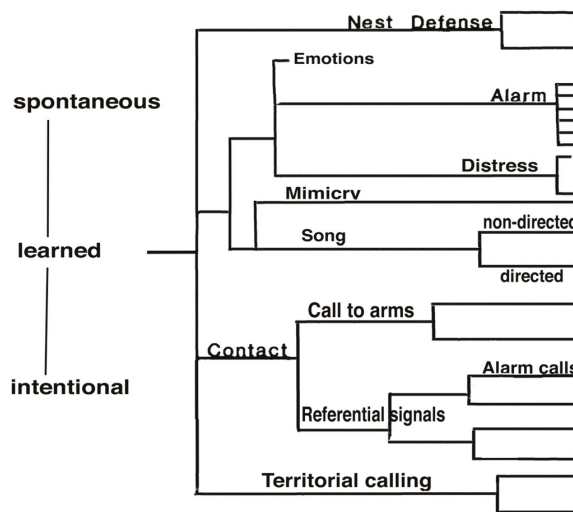 Nest Defense
Emotions
spontaneous
Alarm
Distress
Mimicrv
non-directed
Song
learned
directed
Call to arms
Contact
Alarm calls
intentional
Referential signals
Territorial calling